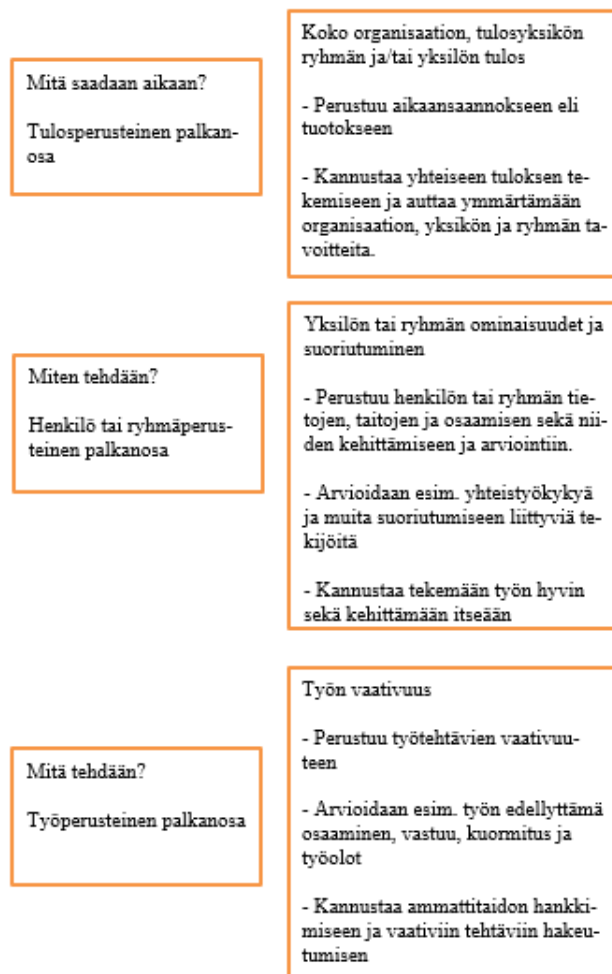 Mitä saadaan aikaan?
Tulosperusteinen palkan-
osa
Koko organisaation, tulosyksikön
ryhmän ja/tai yksilön tulos
- Perustuu aikaansaannokseen eli
tuotokseen
- Kannustaa yhteiseen tuloksen te-
kemiseen ja auttaa ymmärtämään
organisaation, yksikön ja ryhmän ta-
voitteita.
Miten tehdään?
Henkilö tai ryhmäperus-
teinen palkanosa
Yksilön tai ryhmän ominaisuudet ja
suoriutuminen
- Perustuu henkilön tai ryhmän tie-
tojen, taitojen ja osaamisen sekä nii-
den kehittämiseen ja arviointiin.
- Arvioidaan esim. yhteistyökykyä
ja muita suoriutumiseen liittyviä te-
kijöitä
- Kannustaa tekemään työn hyvin
sekä kehittämään itseään
Mitä tehdään?
Työperusteinen palkanosa
Työn vaativuus
- Perustuu työtehtävien vaativuu-
teen
- Arvioidaan esim. työn edellyttämä
osaaminen, vastuu, kuormitus ja
työolot
- Kannustaa ammattitaidon hankki-
miseen ja vaativiin tehtäviin hakeu-
tumisen